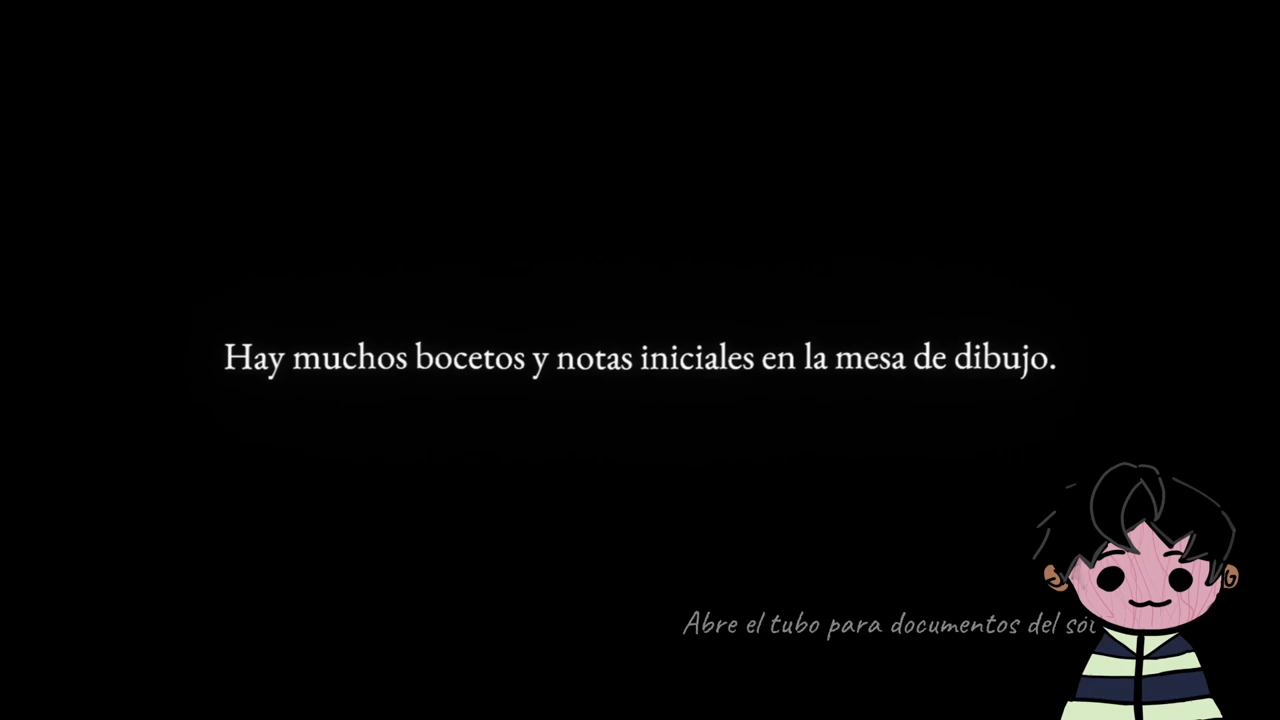 Hay muchos bocetos y notas iniciales en la mesa de dibujo.
Abre el tubo para documentos del